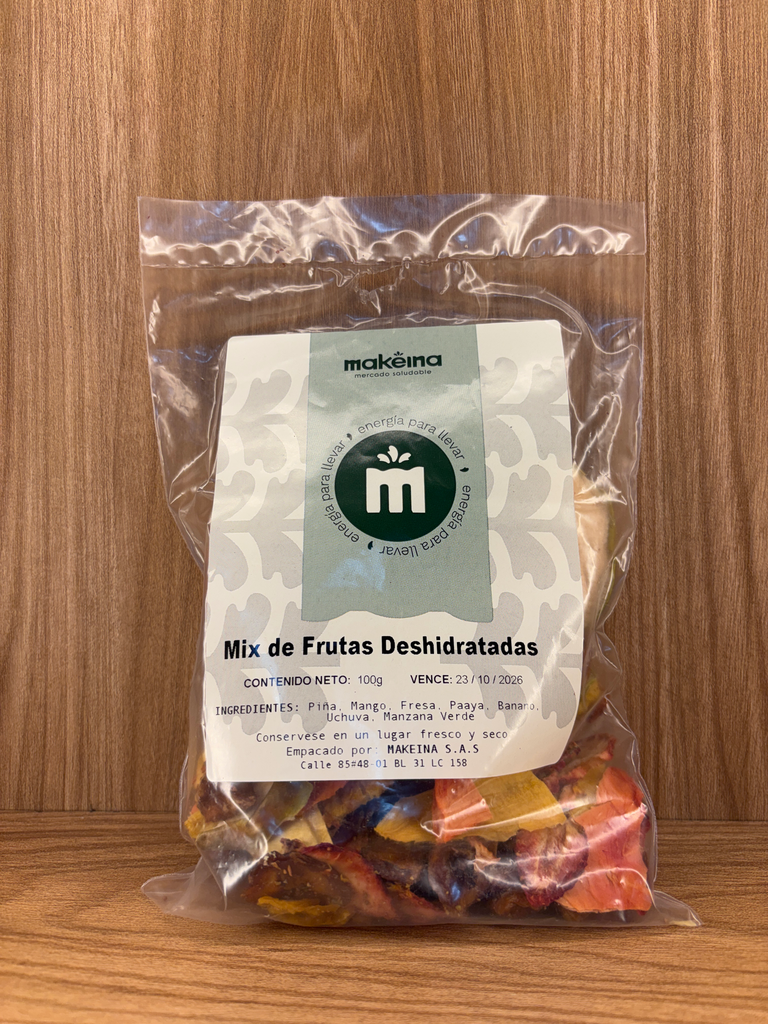 makeina
mercado saludable
energía para llevar
energía para llevar
energía para llevar
m
Mix de Frutas Deshidratadas
CONTENIDO NETO: 100g VENCE: 23 / 10 / 2026
INGREDIENTES: Piña, Mango, Fresa, Paaya, Banano,
Uchuva, Manzana Verde
Conservese en un lugar fresco y seco
Empacado por: MAKEINA S.A.S
Calle 85#48-01 BL 31 LC 158